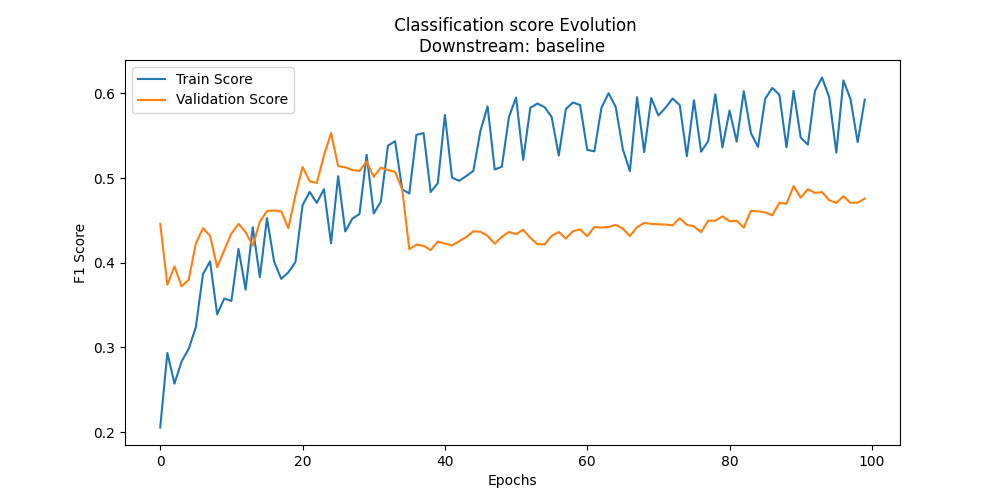 Classification score Evolution
Downstream: baseline
Train Score
Validation Score
F1 Score
0.6
0.5
0.4
0.3
0.2
0 20 40 60 80 100
Epochs